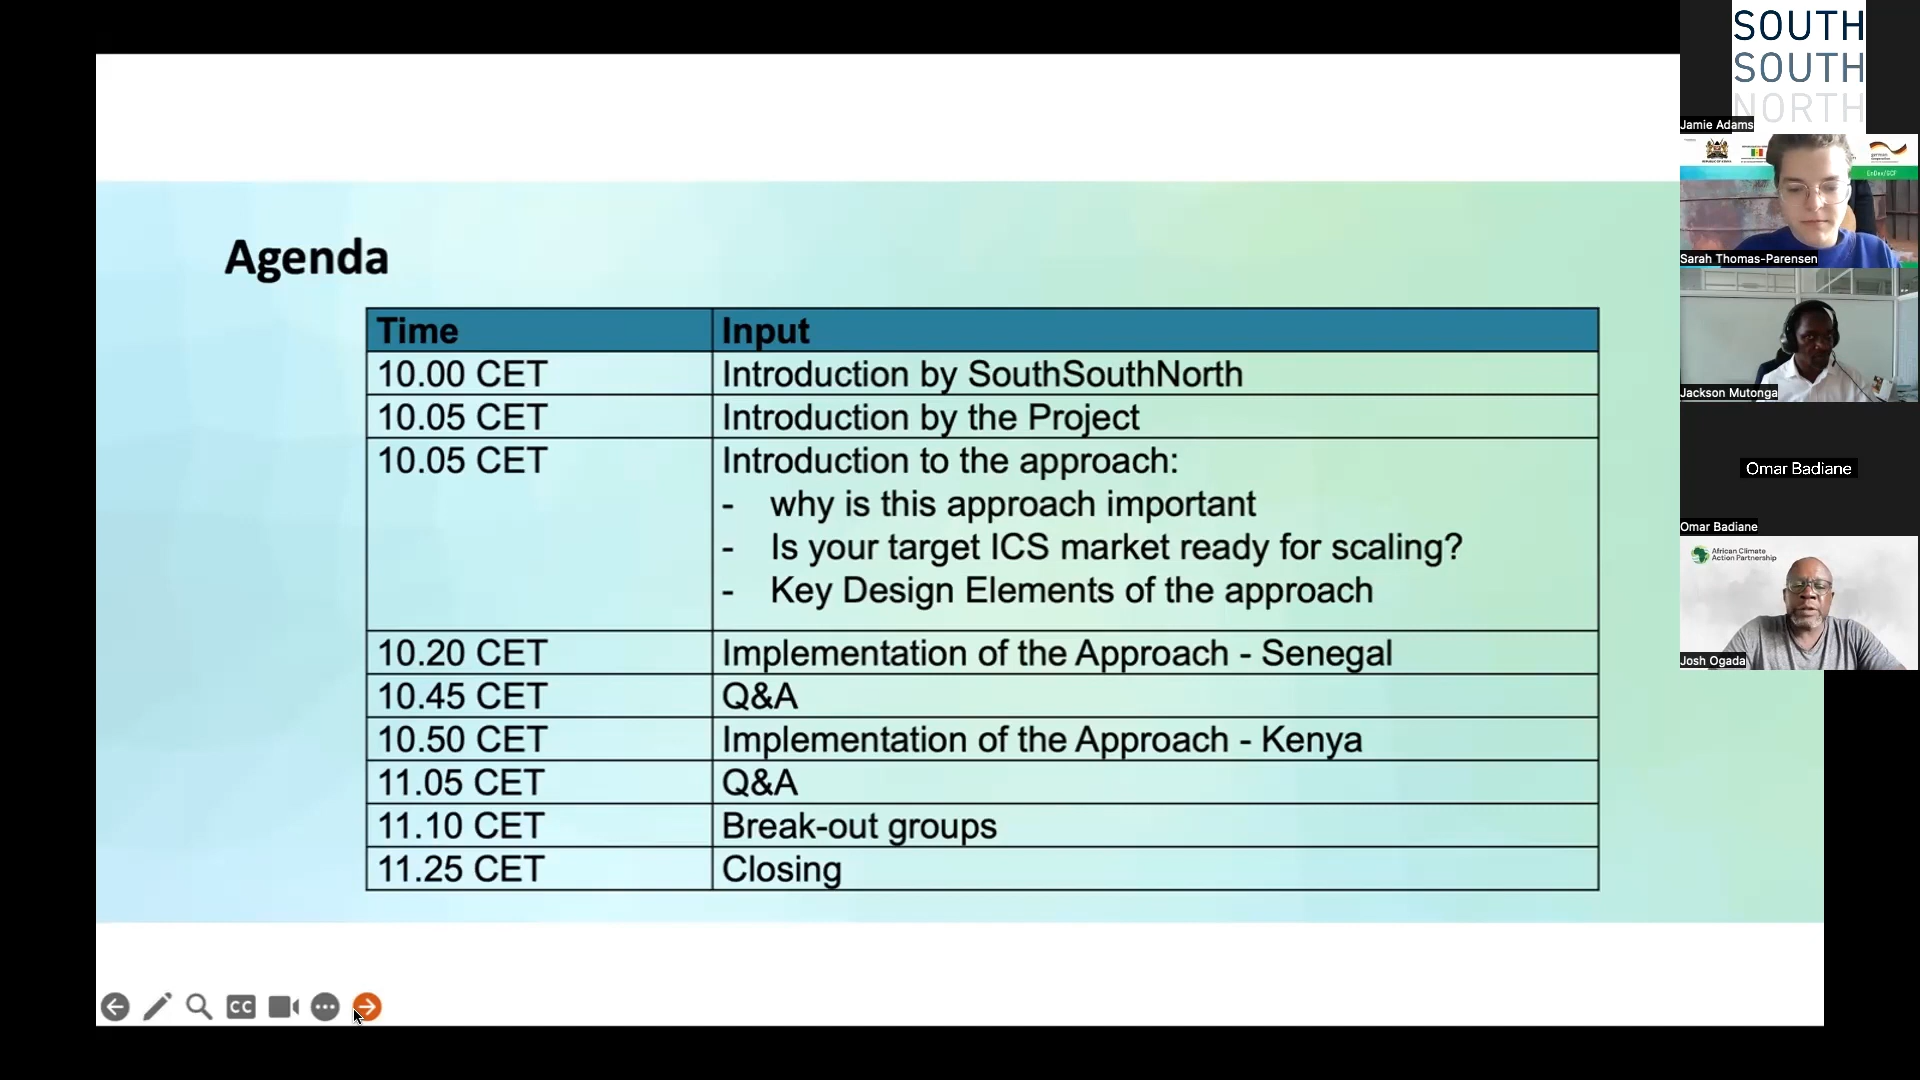 Agenda
Time Input
10.00 CET Introduction by SouthSouthNorth
10.05 CET Introduction by the Project
10.05 CET Introduction to the approach:
- why is this approach important
- Is your target ICS market ready for scaling?
- Key Design Elements of the approach
10.20 CET Implementation of the Approach - Senegal
10.45 CET Q&A
10.50 CET Implementation of the Approach - Kenya
11.05 CET Q&A
11.10 CET Break-out groups
11.25 CET Closing
CC
SOUTH
SOUTH
NORTH
Jamie Adams
EnDev/GCF
Sarah Thomas-Parensen
Jackson Mutonga
Omar Badiane
Omar Badiane
African Climate
Action Partnership
Josh Ogada